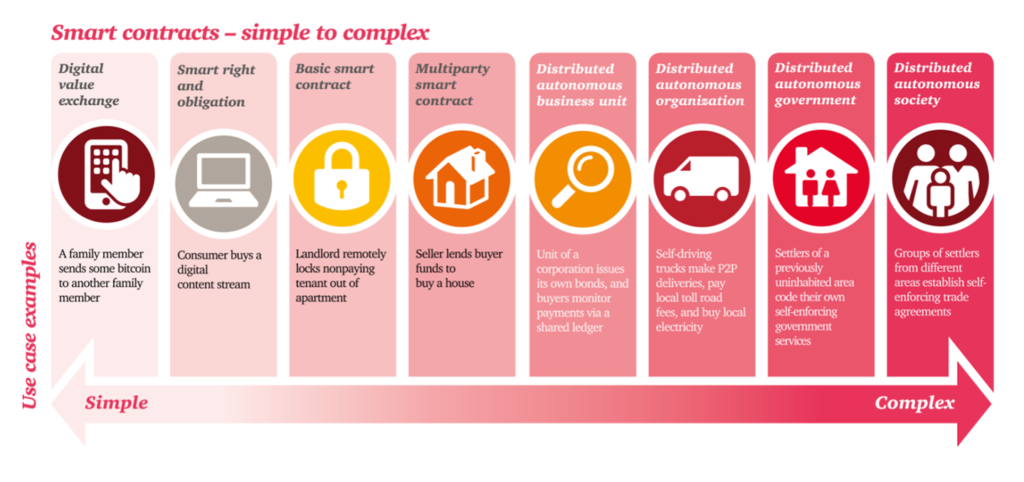 Smart contracts – simple to complex
Digital
value
exchange
A family member
sends some bitcoin
to another family
member
Smart right
and
obligation
Consumer buys a
digital
content stream
Basic smart
contract
Landlord remotely
locks nonpaying
tenant out of
apartment
Multiparty
smart
contract
Seller lends buyer
funds to
buy a house
Distributed
autonomous
business unit
Unit of a
corporation issues
its own bonds, and
buyers monitor
payments via a
shared ledger
Distributed
autonomous
organization
Self-driving
trucks make P2P
deliveries, pay
local toll road
fees, and buy local
electricity
Distributed
autonomous
government
Settlers of a
previously
uninhabited area
code their own
self-enforcing
government
services
Distributed
autonomous
society
Groups of settlers
from different
areas establish self-
enforcing trade
agreements
Use case examples
Simple
Complex